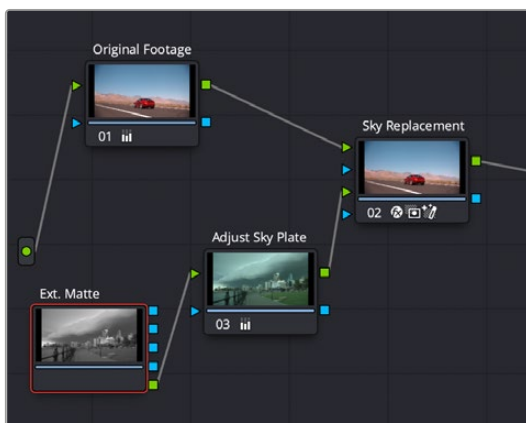 Original Footage
01
Sky Replacement
02
Adjust Sky Plate
03
Ext. Matte